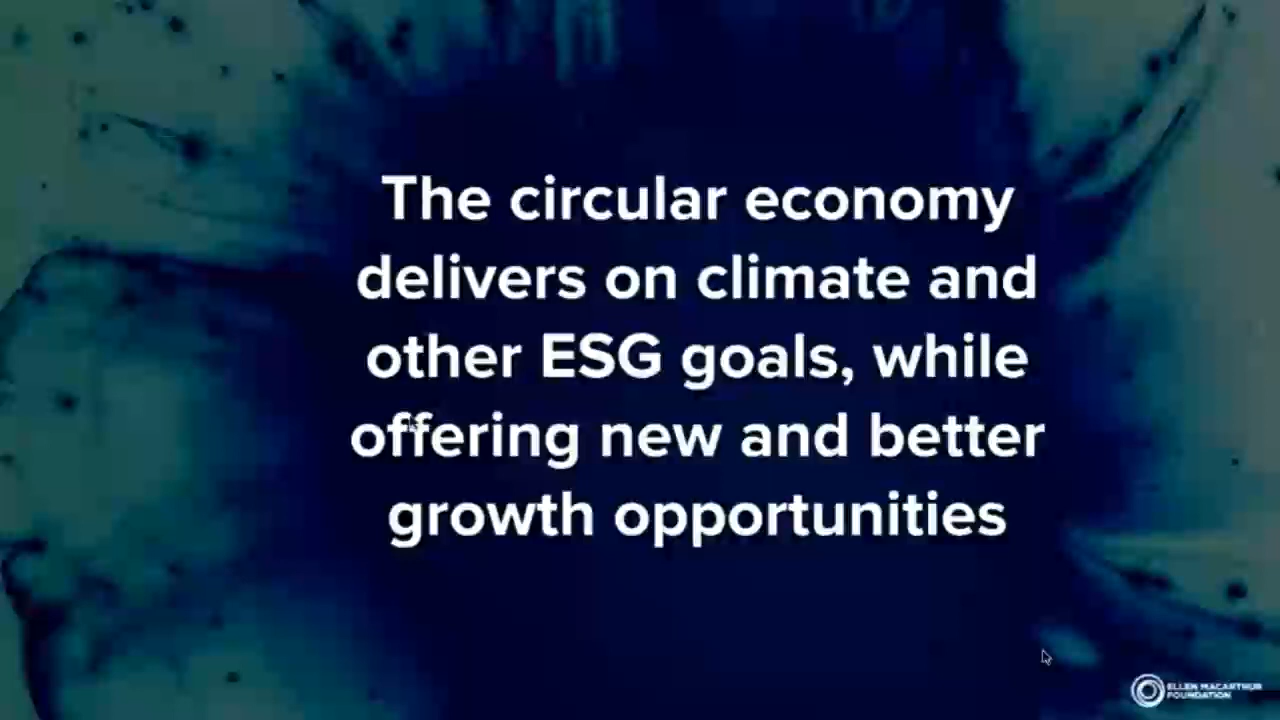 The circular economy
delivers on climate and
other ESG goals, while
offering new and better
growth opportunities
ELLEN MACARTHUR
FOUNDATION